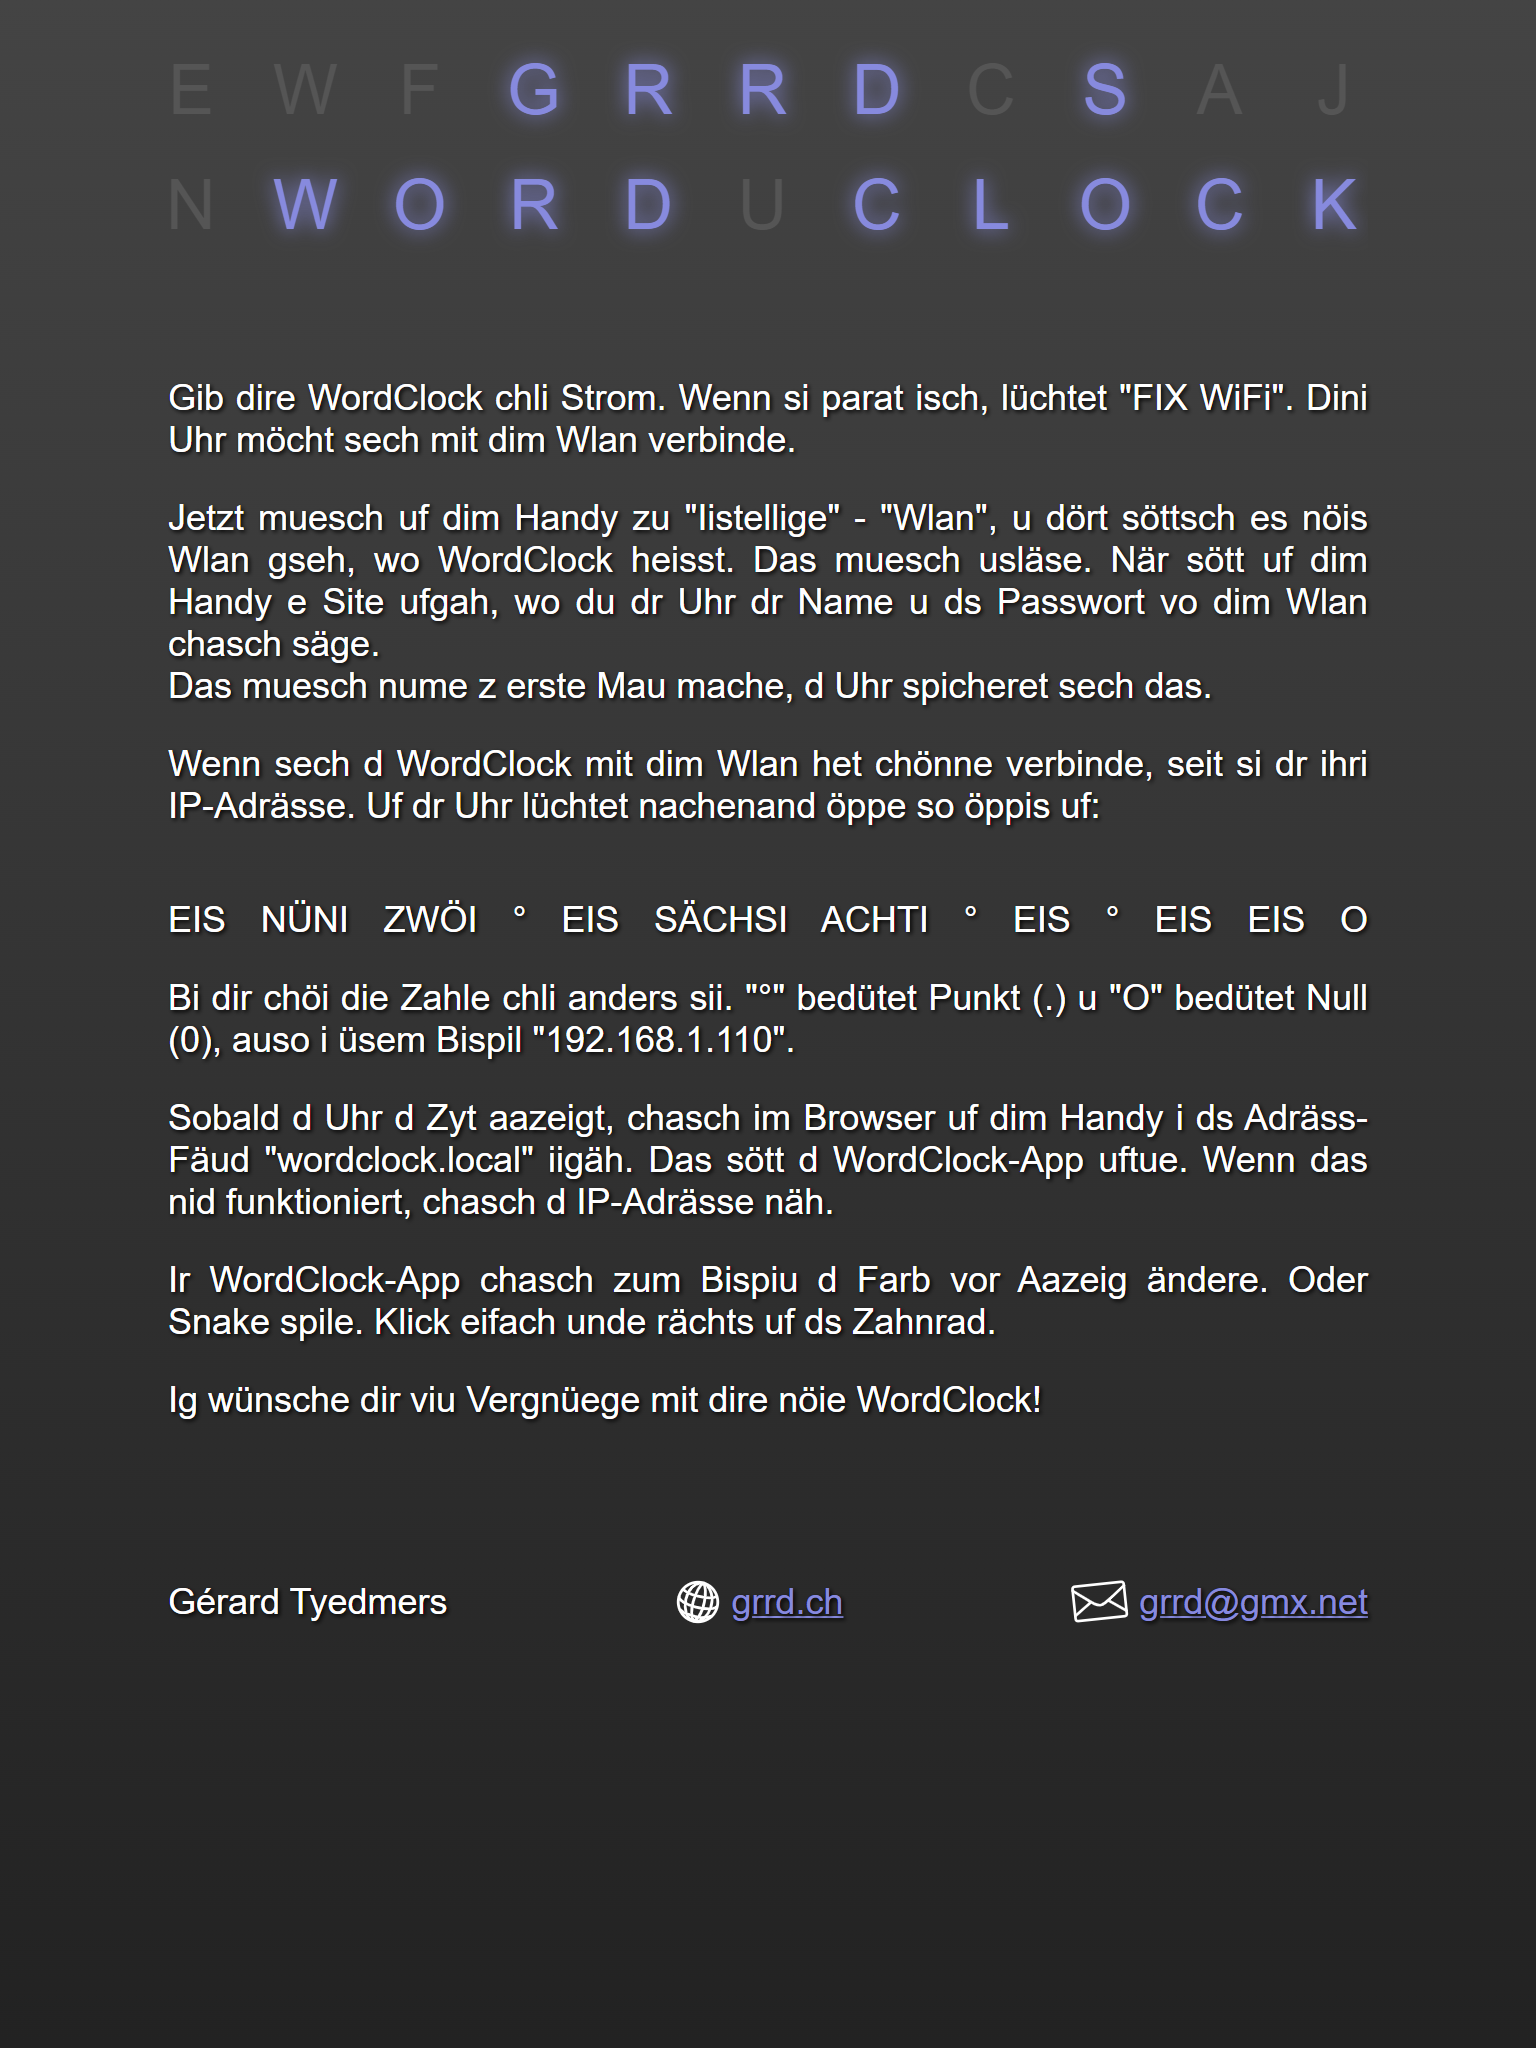 E W F G R R D C S A J
N W O R D U C L O C K
Gib dire WordClock chli Strom. Wenn si parat isch, lüchtet "FIX WiFi". Dini
Uhr möcht sech mit dim Wlan verbinde.
Jetzt muesch uf dim Handy zu "Iistellige" - "Wlan", u dört söttsch es nöis
Wlan gseh, wo WordClock heisst. Das muesch usläse. När sött uf dim
Handy e Site ufgah, wo du dr Uhr dr Name u ds Passwort vo dim Wlan
chasch säge.
Das muesch nume z erste Mau mache, d Uhr spicheret sech das.
Wenn sech d WordClock mit dim Wlan het chönne verbinde, seit si dr ihri
IP-Adrässe. Uf dr Uhr lüchtet nachenand öppe so öppis uf:
EIS NÜNI ZWÖI ° EIS SÄCHSI ACHTI ° EIS ° EIS EIS O
Bi dir chöi die Zahle chli anders sii. "°" bedütet Punkt (.) u "O" bedütet Null
(0), auso i üsem Bispil "192.168.1.110".
Sobald d Uhr d Zyt aazeigt, chasch im Browser uf dim Handy i ds Adräss-
Fäud "wordclock.local" iigäh. Das sött d WordClock-App uftue. Wenn das
nid funktioniert, chasch d IP-Adrässe näh.
Ir WordClock-App chasch zum Bispiu d Farb vor Aazeig ändere. Oder
Snake spile. Klick eifach unde rächts uf ds Zahnrad.
Ig wünsche dir viu Vergnüege mit dire nöie WordClock!
Gérard Tyedmers grrd.ch grrd@gmx.net